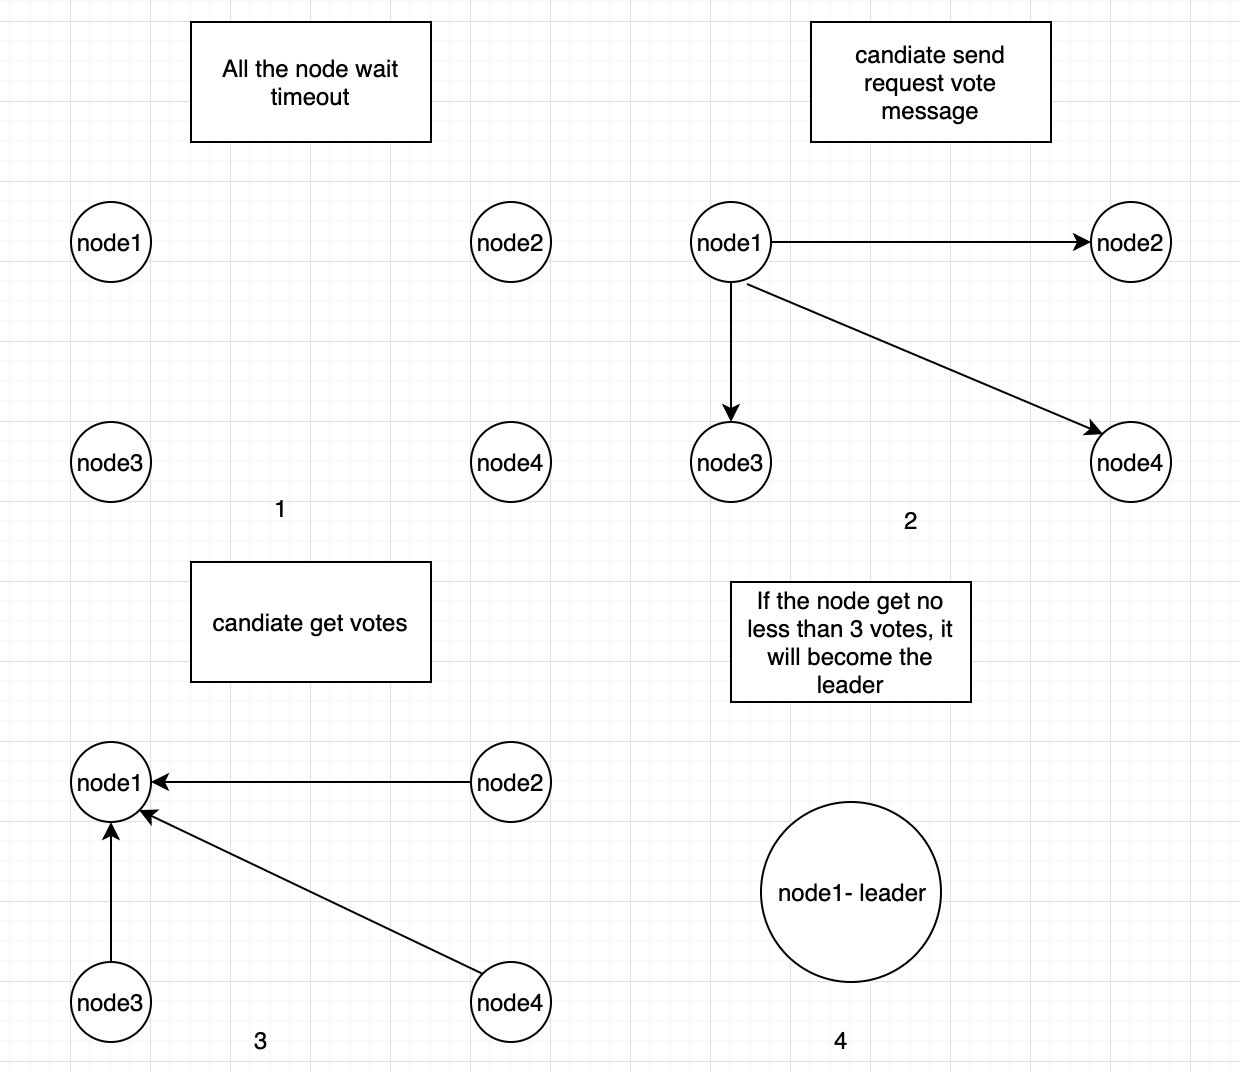 All the node wait
timeout
node1
node2
node3
node4
1
candiate send
request vote
message
node1
node2
node3
node4
2
candiate get votes
node1
node2
node3
node4
3
If the node get no
less than 3 votes, it
will become the
leader
node1- leader
4